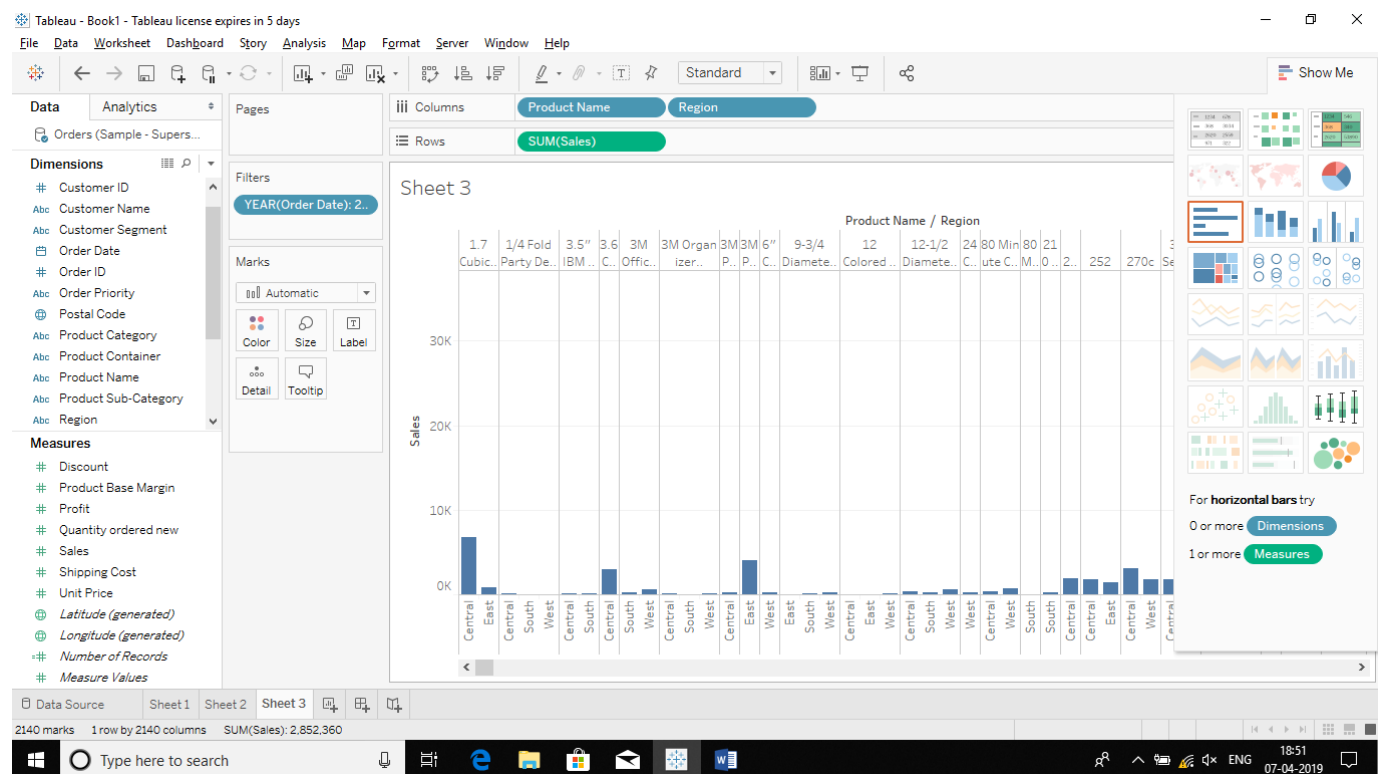 Tableau - Book1 - Tableau license expires in 5 days
File Data Worksheet Dashboard Story Analysis Map Format Server Window Help
Standard
Show Me
Data Analytics
Orders (Sample - Supers...
Dimensions
Customer ID
Abc Customer Name
Abc Customer Segment
Order Date
Order ID
Abc Order Priority
Postal Code
Abc Product Category
Abc Product Container
Abc Product Name
Abc Product Sub-Category
Abc Region
Measures
Discount
Product Base Margin
Profit
Quantity ordered new
Sales
Shipping Cost
Unit Price
Latitude (generated)
Longitude (generated)
Number of Records
Measure Values
Pages
Filters
YEAR(Order Date): 2..
Marks
Automatic
Color Size Label
Detail Tooltip
Columns Product Name Region
Rows SUM(Sales)
Sheet 3
Product Name / Region
1.7 1/4 Fold 3.5" 3.6 3M 3M Organ 3M 3M 6" 9-3/4 12 12-1/2 24 80 Min 80 21
Cubic.. Party De.. IBM .. C.. Offic.. izer.. P.. P.. C.. Diamete.. Colored .. Diamete.. C.. ute C.. M.. 0 .. 2.. 252 270c Se
30K
20K
10K
0K
Sales
Central East Central South West Central South Central South West Central South West Central East West East South West Central East West Central South West Central West South South Central Central East Central West
For horizontal bars try
0 or more Dimensions
1 or more Measures
Data Source Sheet 1 Sheet 2 Sheet 3
2140 marks 1 row by 2140 columns SUM(Sales): 2,852,360
Type here to search
ENG
18:51
07-04-2019